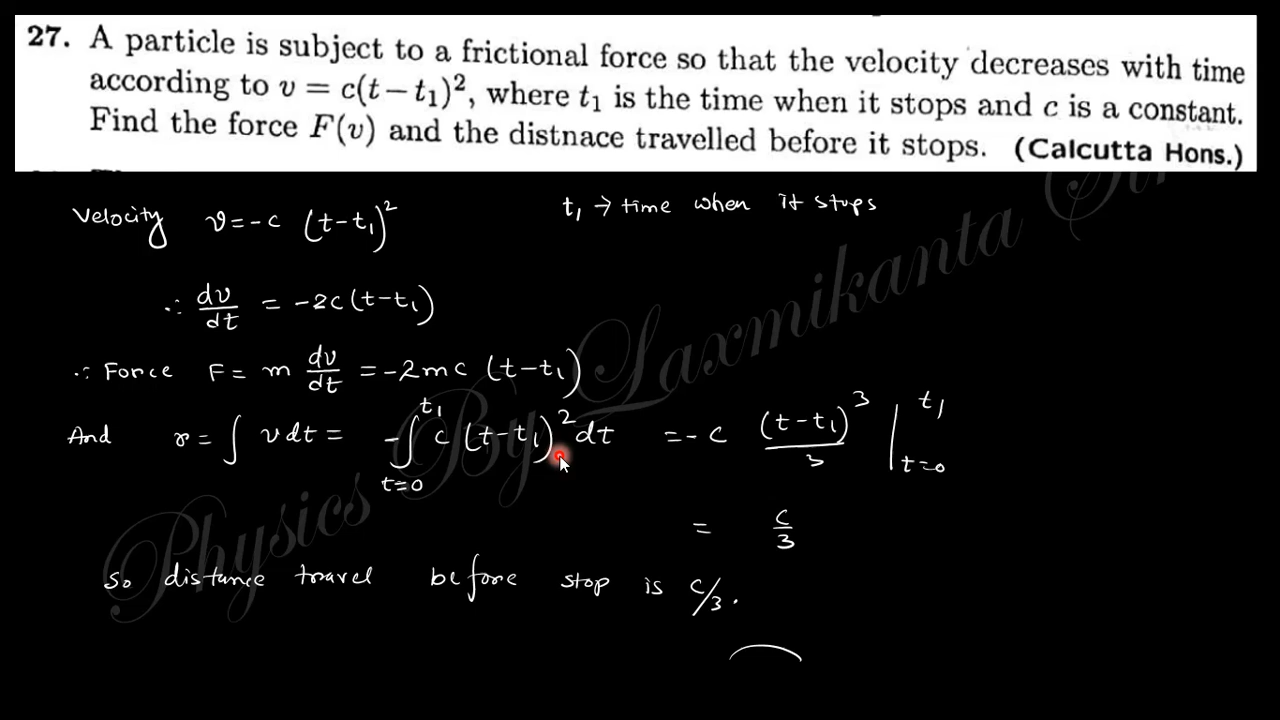 27. A particle is subject to a frictional force so that the velocity decreases with time
according to v = c(t−t₁)², where t₁ is the time when it stops and c is a constant.
Find the force F(v) and the distnace travelled before it stops. (Calcutta Hons.)
Velocity v = -c (t-t₁)² t₁ → time when it stops
∴ dv/dt = -2c(t-t₁)
∴ Force F = m dv/dt = -2mc (t-t₁)
And r = ∫ v dt = -∫_{t=0}^{t₁} c (t-t₁)² dt = -c (t-t₁)³/3 |_{t=0}^{t₁}
= c/3
So distance travel before stop is c/3.
Physics By Laxmikanta